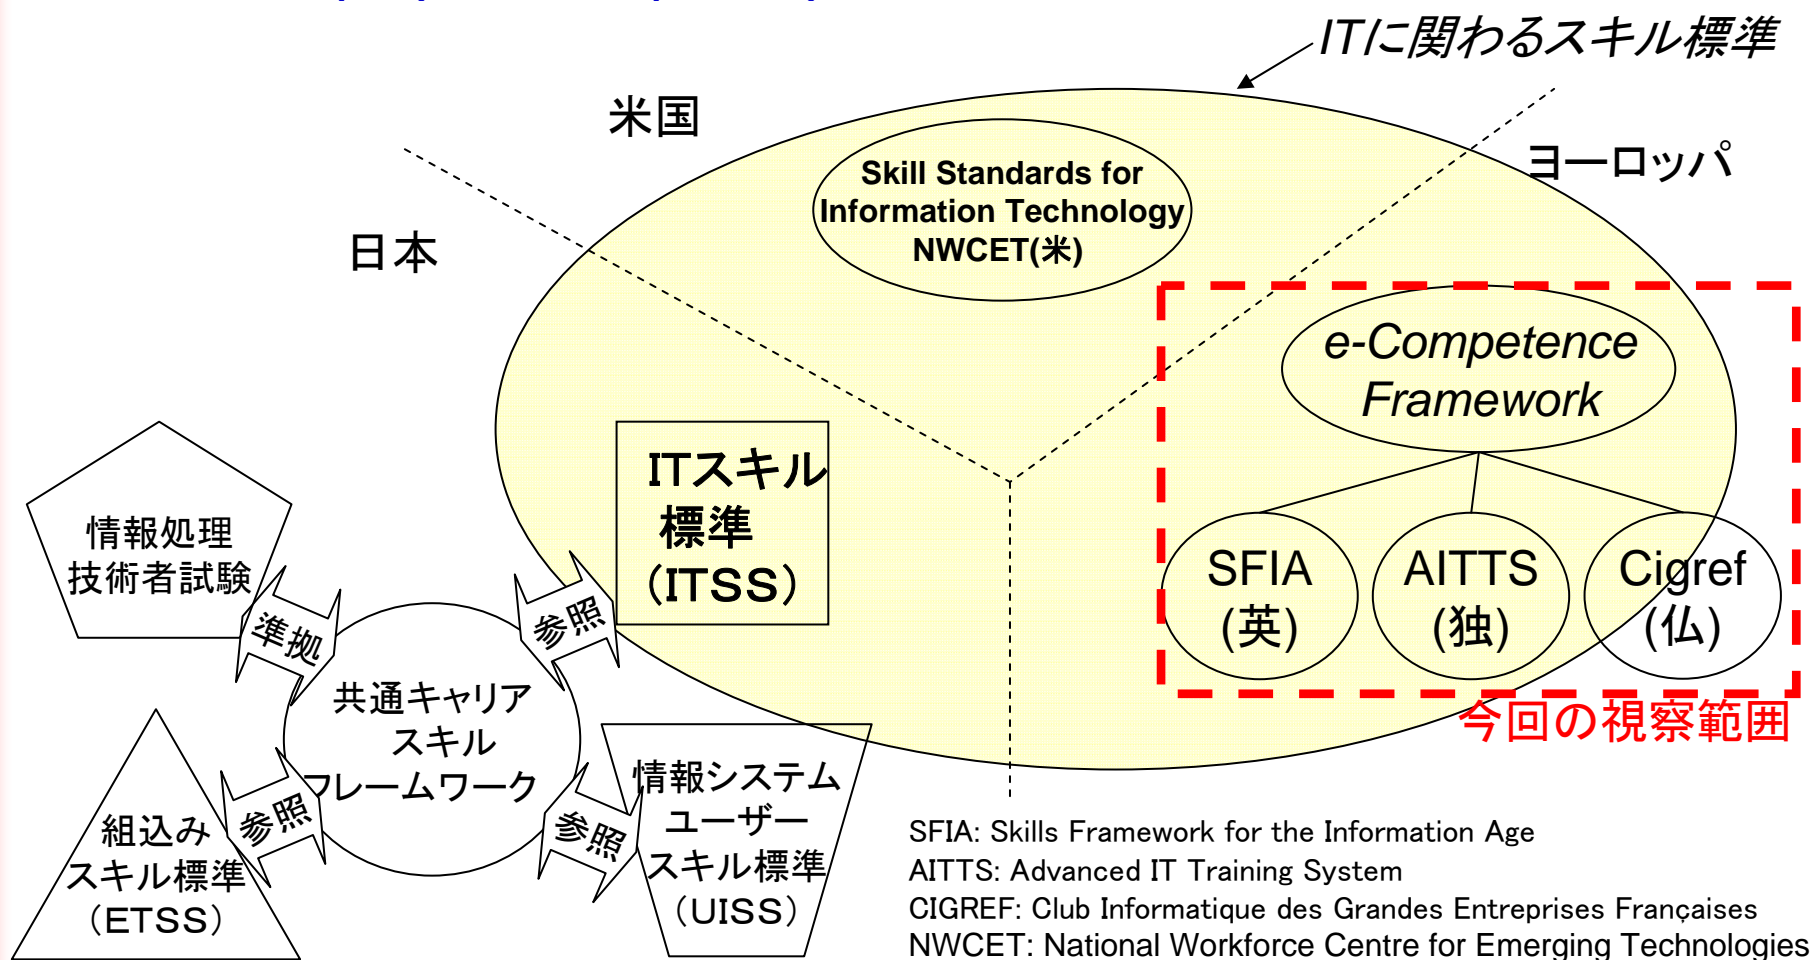 ITに関わるスキル標準
米国
ヨーロッパ
日本
Skill Standards for
Information Technology
NWCET(米)
e-Competence
Framework
ITスキル
標準
（ITSS）
SFIA
(英)
AITTS
(独)
Cigref
(仏)
今回の視察範囲
情報処理
技術者試験
準拠
参照
共通キャリア
スキル
フレームワーク
参照
参照
組込み
スキル標準
（ETSS）
情報システム
ユーザー
スキル標準
（UISS）
SFIA: Skills Framework for the Information Age
AITTS: Advanced IT Training System
CIGREF: Club Informatique des Grandes Entreprises Françaises
NWCET: National Workforce Centre for Emerging Technologies